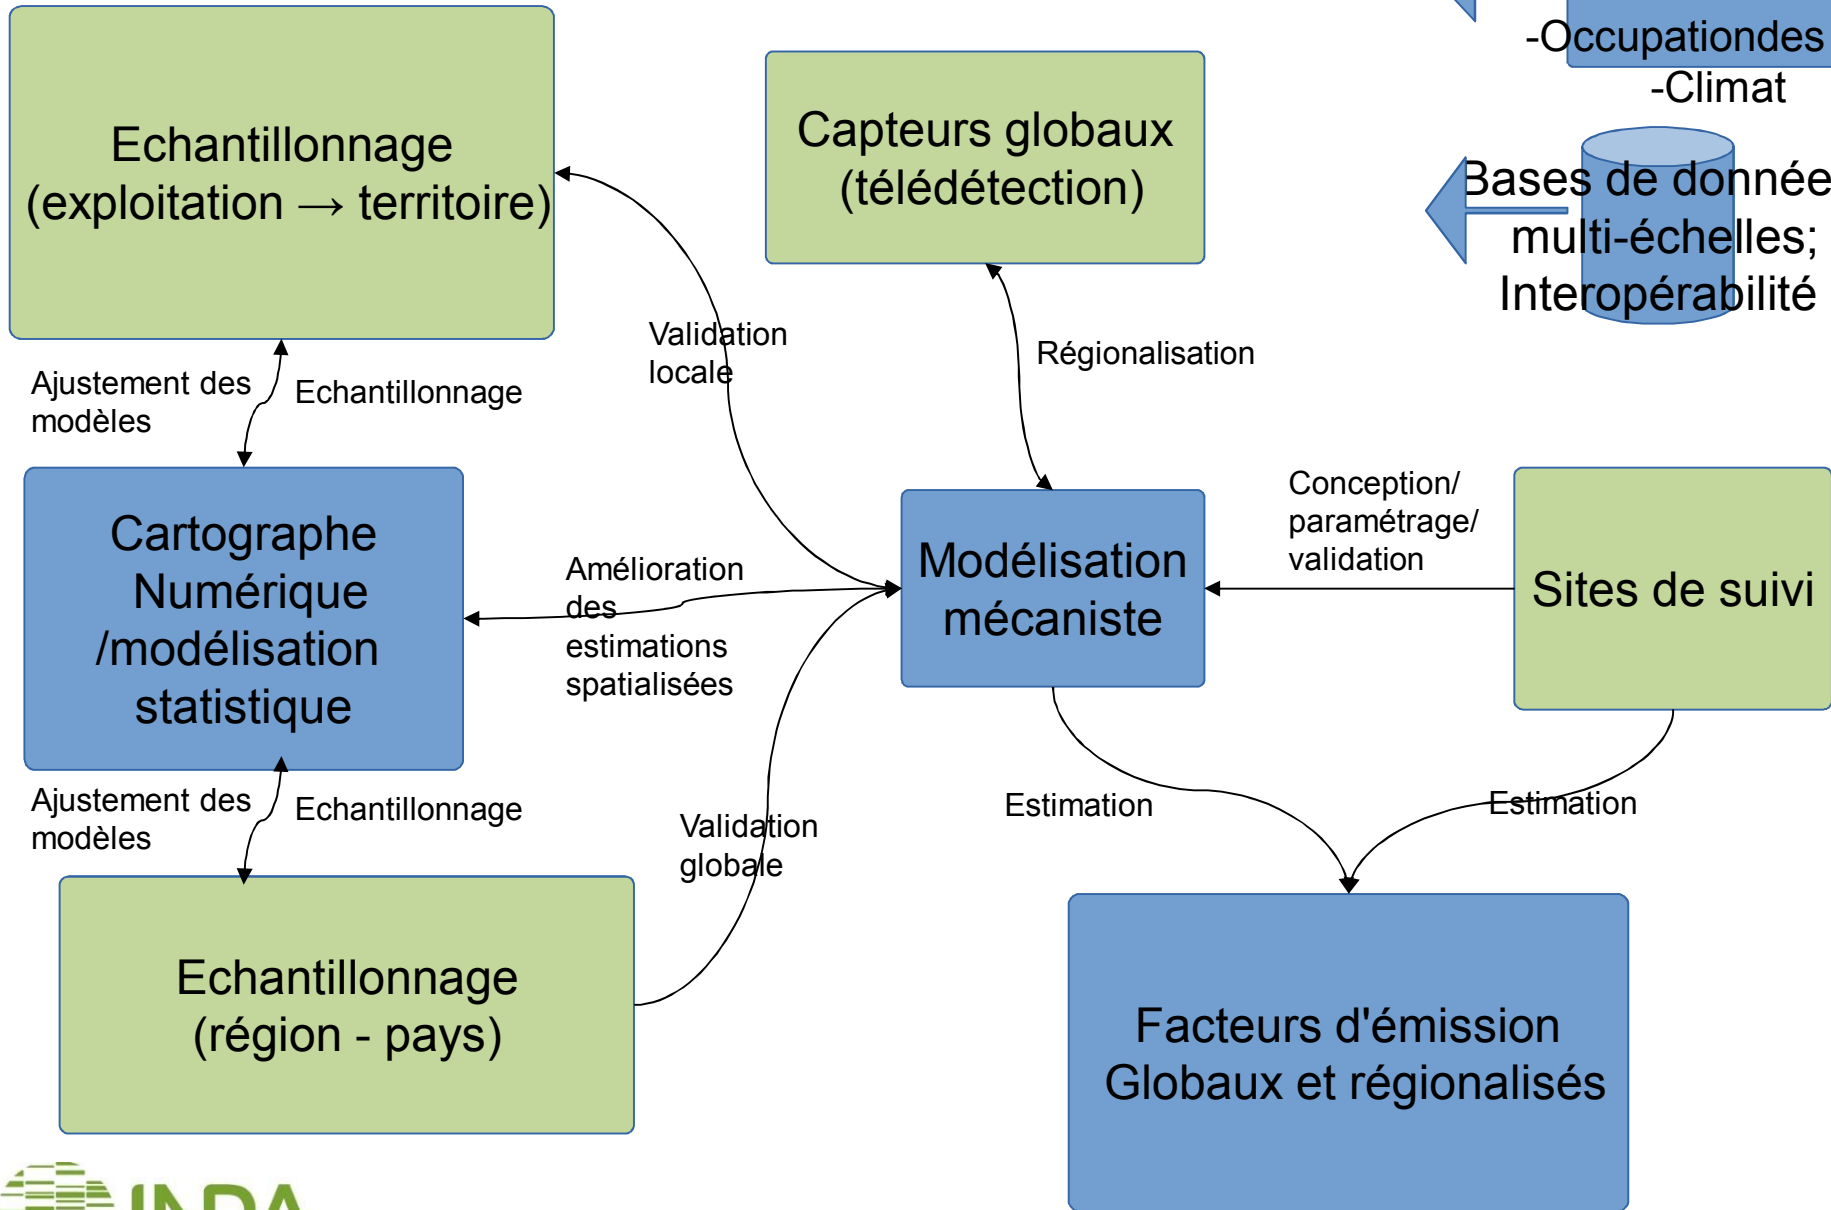 -Occupationdes
-Climat
Echantillonnage
(exploitation → territoire)
Capteurs globaux
(télédétection)
Bases de donnée
multi-échelles;
Interopérabilité
Validation
locale
Régionalisation
Ajustement des
modèles
Echantillonnage
Conception/
paramétrage/
validation
Cartographe
Numérique
/modélisation
statistique
Amélioration
des
estimations
spatialisées
Modélisation
mécaniste
Sites de suivi
Ajustement des
modèles
Echantillonnage
Validation
globale
Estimation
Estimation
Echantillonnage
(région - pays)
Facteurs d'émission
Globaux et régionalisés
INRA